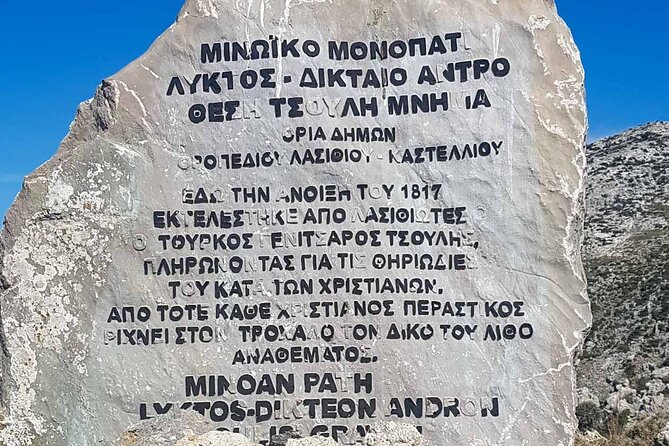 ΜΙΝΩΪΚΟ ΜΟΝΟΠΑΤΙ
ΛΥΚΤΟΣ - ΔΙΚΤΑΙΟ ΑΝΤΡΟ
ΘΕΣΗ ΤΣΟΥΛΗ ΜΝΗΜΑ
ΟΡΙΑ ΔΗΜΩΝ
ΟΡΟΠΕΔΙΟΥ ΛΑΣΙΘΙΟΥ - ΚΑΣΤΕΛΛΙΟΥ
ΕΔΩ ΤΗΝ ΑΝΟΙΞΗ ΤΟΥ 1817
ΕΚΤΕΛΕΣΤΗΚΕ ΑΠΟ ΛΑΣΙΘΙΩΤΕΣ
Ο ΤΟΥΡΚΟΣ ΓΕΝΙΤΣΑΡΟΣ ΤΣΟΥΛΗΣ,
ΠΛΗΡΩΝΟΝΤΑΣ ΓΙΑ ΤΙΣ ΘΗΡΙΩΔΙΕΣ
ΤΟΥ ΚΑΤΑ ΤΩΝ ΧΡΙΣΤΙΑΝΩΝ.
ΑΠΟ ΤΟΤΕ ΚΑΘΕ ΧΡΙΣΤΙΑΝΟΣ ΠΕΡΑΣΤΙΚΟΣ
ΡΙΧΝΕΙ ΣΤΟΝ ΤΡΟΧΑΛΟ ΤΟΝ ΔΙΚΟ ΤΟΥ ΛΙΘΟ
ΑΝΑΘΕΜΑΤΟΣ.
MINOAN PATH
LYKTOS-DIKTEON ANDRON